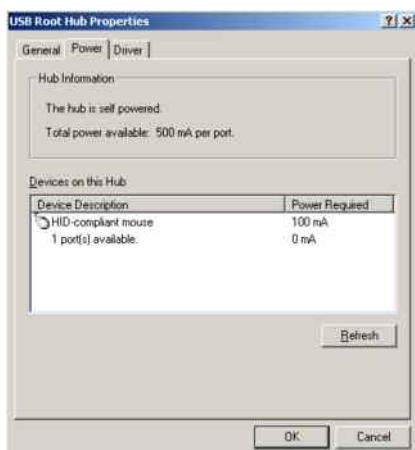 USB Root Hub Properties
General Power Driver
Hub Information
The hub is self powered.
Total power available: 500 mA per port.
Devices on this Hub
Device Description Power Required
HID-compliant mouse 100 mA
1 port(s) available. 0 mA
Refresh
OK Cancel